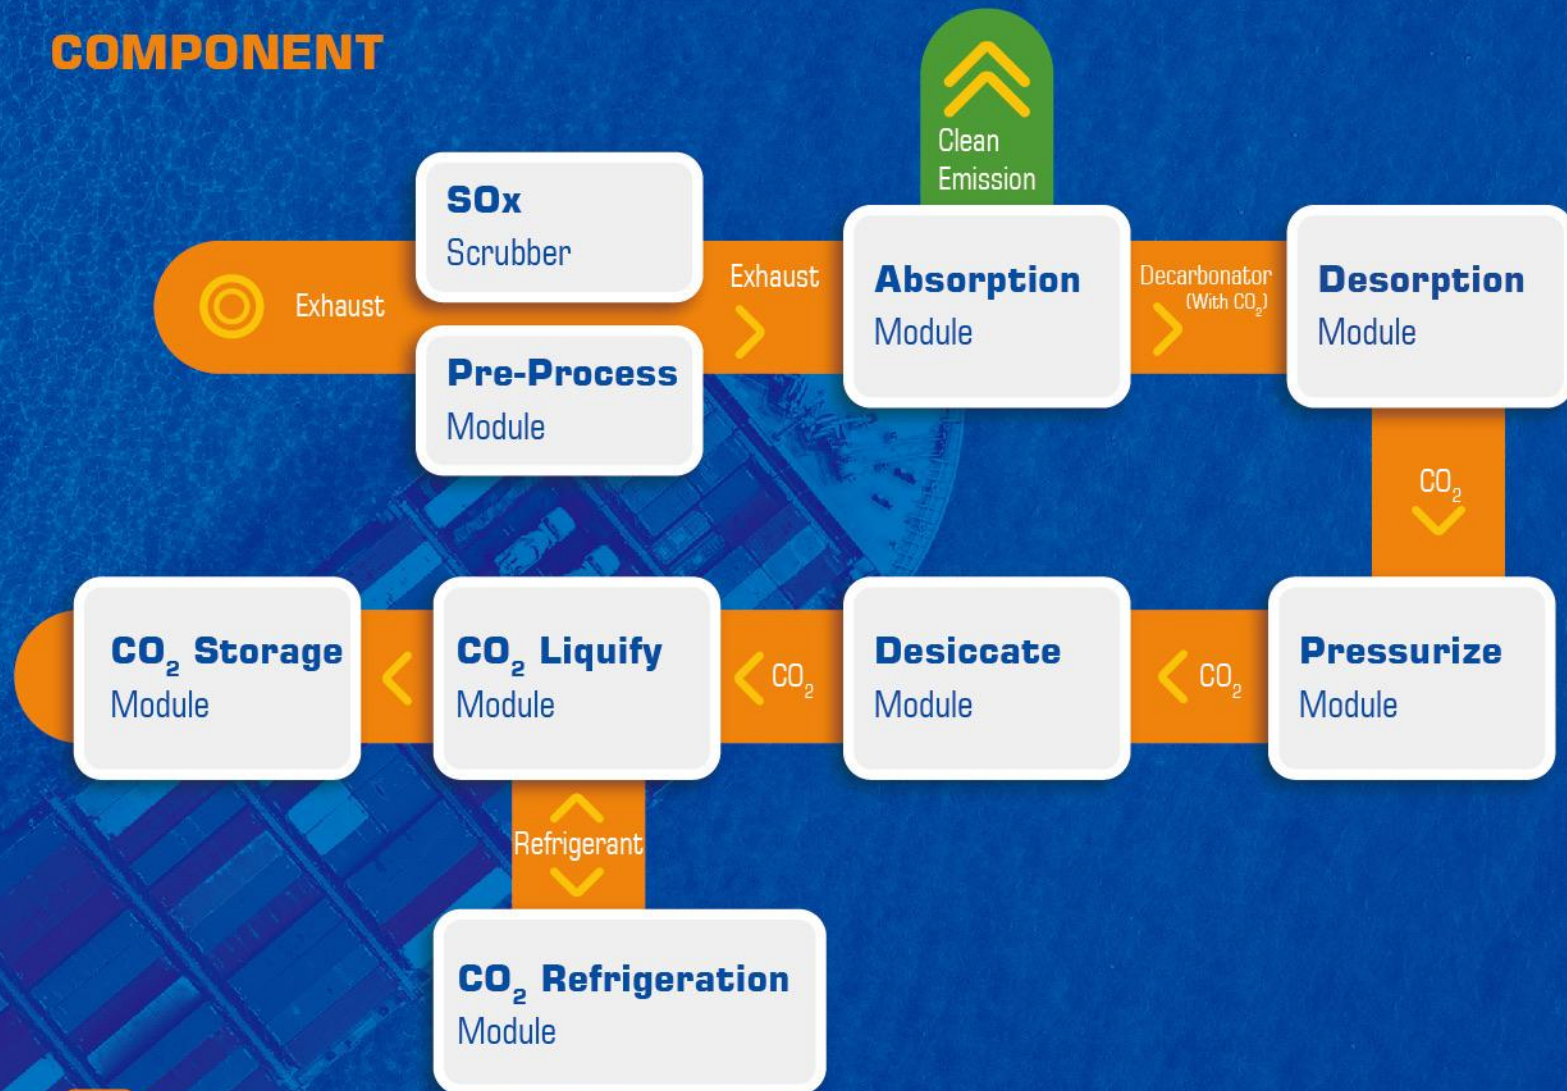 COMPONENT
Clean
Emission
SOx
Scrubber
Exhaust
Pre-Process
Module
Exhaust
Absorption
Module
Decarbonator
(With CO₂)
Desorption
Module
CO₂
Pressurize
Module
CO₂
Desiccate
Module
CO₂
CO₂ Liquify
Module
CO₂ Storage
Module
Refrigerant
CO₂ Refrigeration
Module